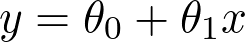 y = θ₀ + θ₁x